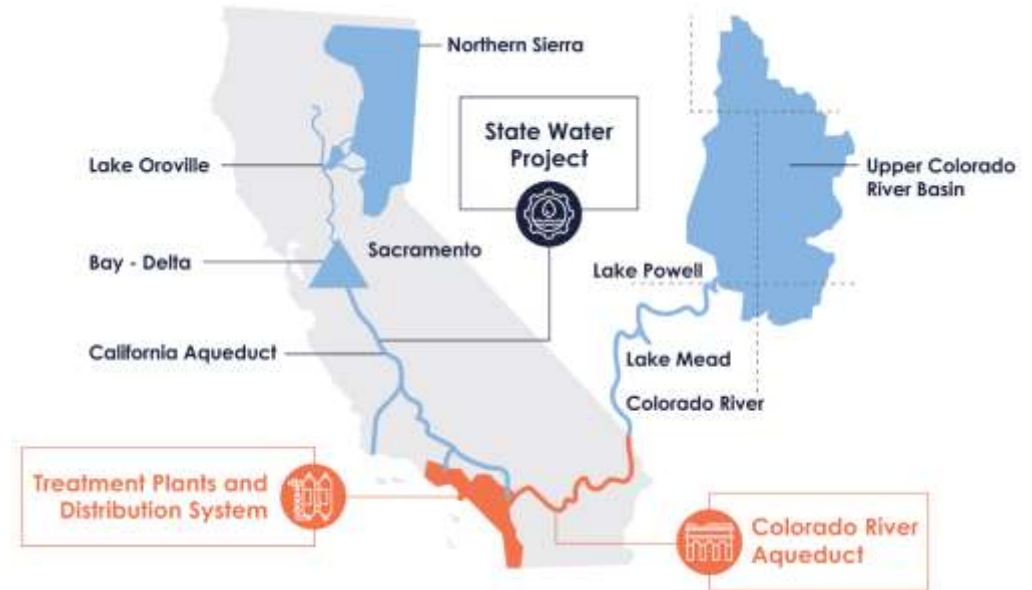 Northern Sierra
State Water
Project
Lake Oroville
Upper Colorado
River Basin
Sacramento
Bay - Delta
Lake Powell
California Aqueduct
Lake Mead
Colorado River
Treatment Plants and
Distribution System
Colorado River
Aqueduct